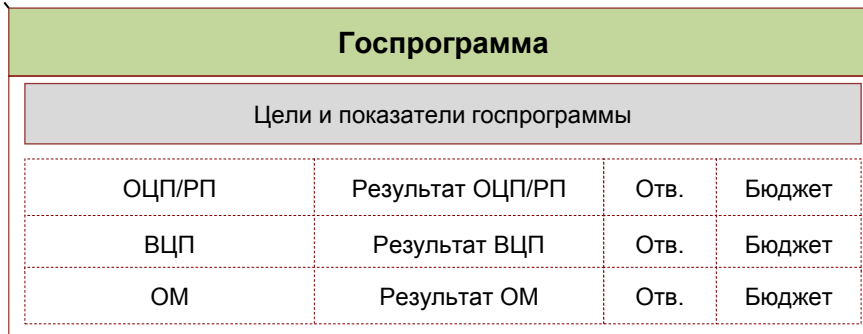 Госпрограмма
Цели и показатели госпрограммы
ОЦП/РП Результат ОЦП/РП Отв. Бюджет
ВЦП Результат ВЦП Отв. Бюджет
ОМ Результат ОМ Отв. Бюджет